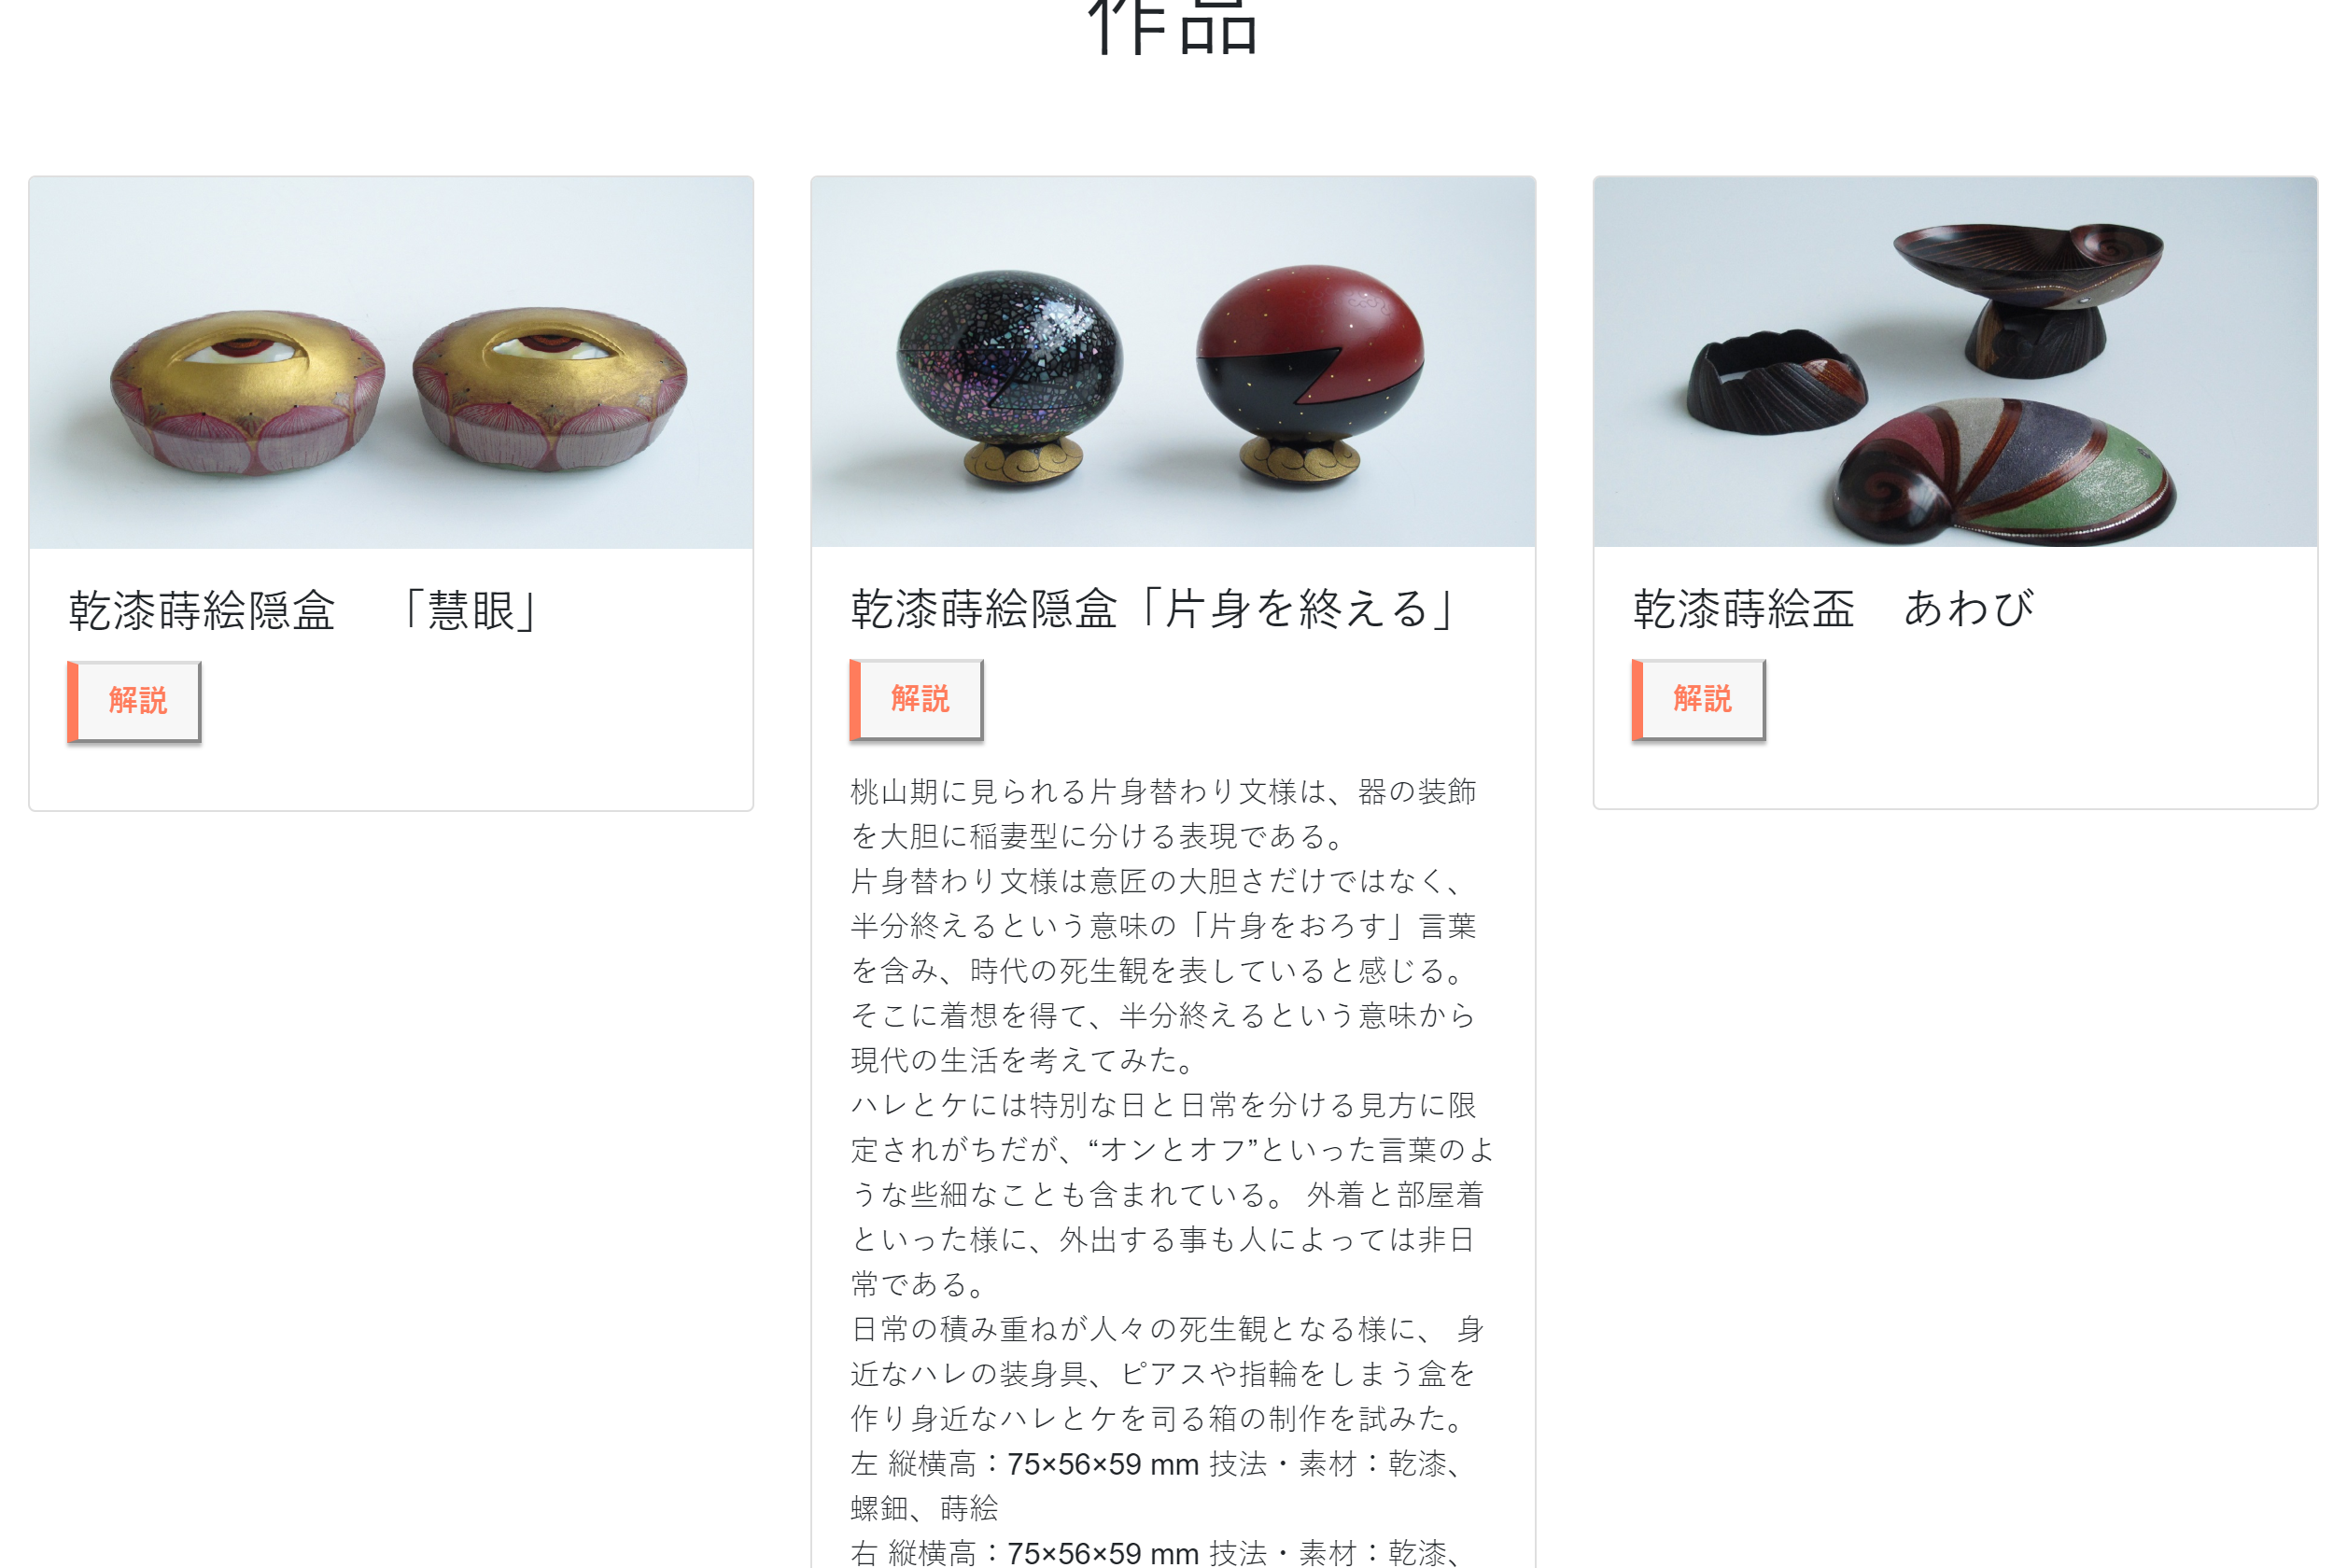 作品
乾漆蒔絵隠盒　「慧眼」
解説
乾漆蒔絵隠盒「片身を終える」
解説
桃山期に見られる片身替わり文様は、器の装飾
を大胆に稲妻型に分ける表現である。
片身替わり文様は意匠の大胆さだけではなく、
半分終えるという意味の「片身をおろす」言葉
を含み、時代の死生観を表していると感じる。
そこに着想を得て、半分終えるという意味から
現代の生活を考えてみた。
ハレとケには特別な日と日常を分ける見方に限
定されがちだが、“オンとオフ”といった言葉のよ
うな些細なことも含まれている。 外着と部屋着
といった様に、外出する事も人によっては非日
常である。
日常の積み重ねが人々の死生観となる様に、 身
近なハレの装身具、ピアスや指輪をしまう盒を
作り身近なハレとケを司る箱の制作を試みた。
左 縦横高：75×56×59 mm 技法・素材：乾漆、
螺鈿、蒔絵
右 縦横高：75×56×59 mm 技法・素材：乾漆、
乾漆蒔絵盃　あわび
解説